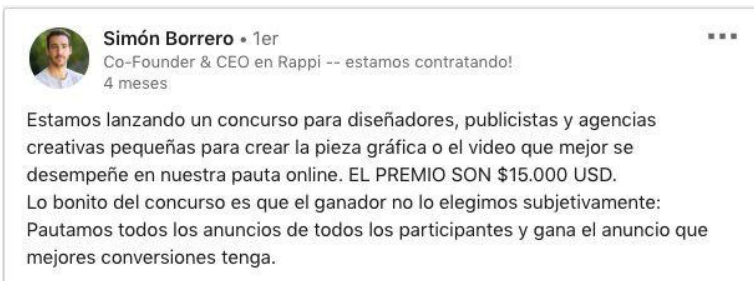 Simón Borrero • 1er
Co-Founder & CEO en Rappi -- estamos contratando!
4 meses
Estamos lanzando un concurso para diseñadores, publicistas y agencias
creativas pequeñas para crear la pieza gráfica o el video que mejor se
desempeñe en nuestra pauta online. EL PREMIO SON $15.000 USD.
Lo bonito del concurso es que el ganador no lo elegimos subjetivamente:
Pautamos todos los anuncios de todos los participantes y gana el anuncio que
mejores conversiones tenga.